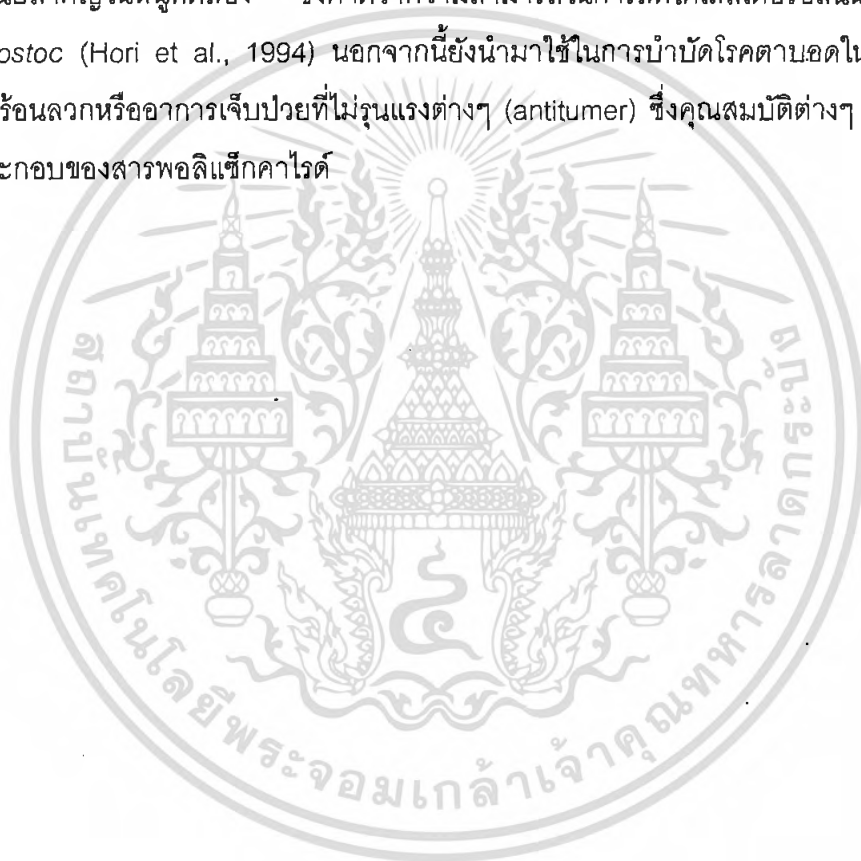 ostoc (Hori et al., 1994) นอกจากนี้ยังนำมาใช้ในการบำบัดโรคตาบอดใน
ร้อนลวกหรืออาการเจ็บป่วยที่ไม่รุนแรงต่างๆ (antitumer) ซึ่งคุณสมบัติต่างๆ
ะกอบของสารพอลิแซ็กคาไรด์
สถาบันเทคโนโลยีพระจอมเกล้าเจ้าคุณทหารลาดกระบัง